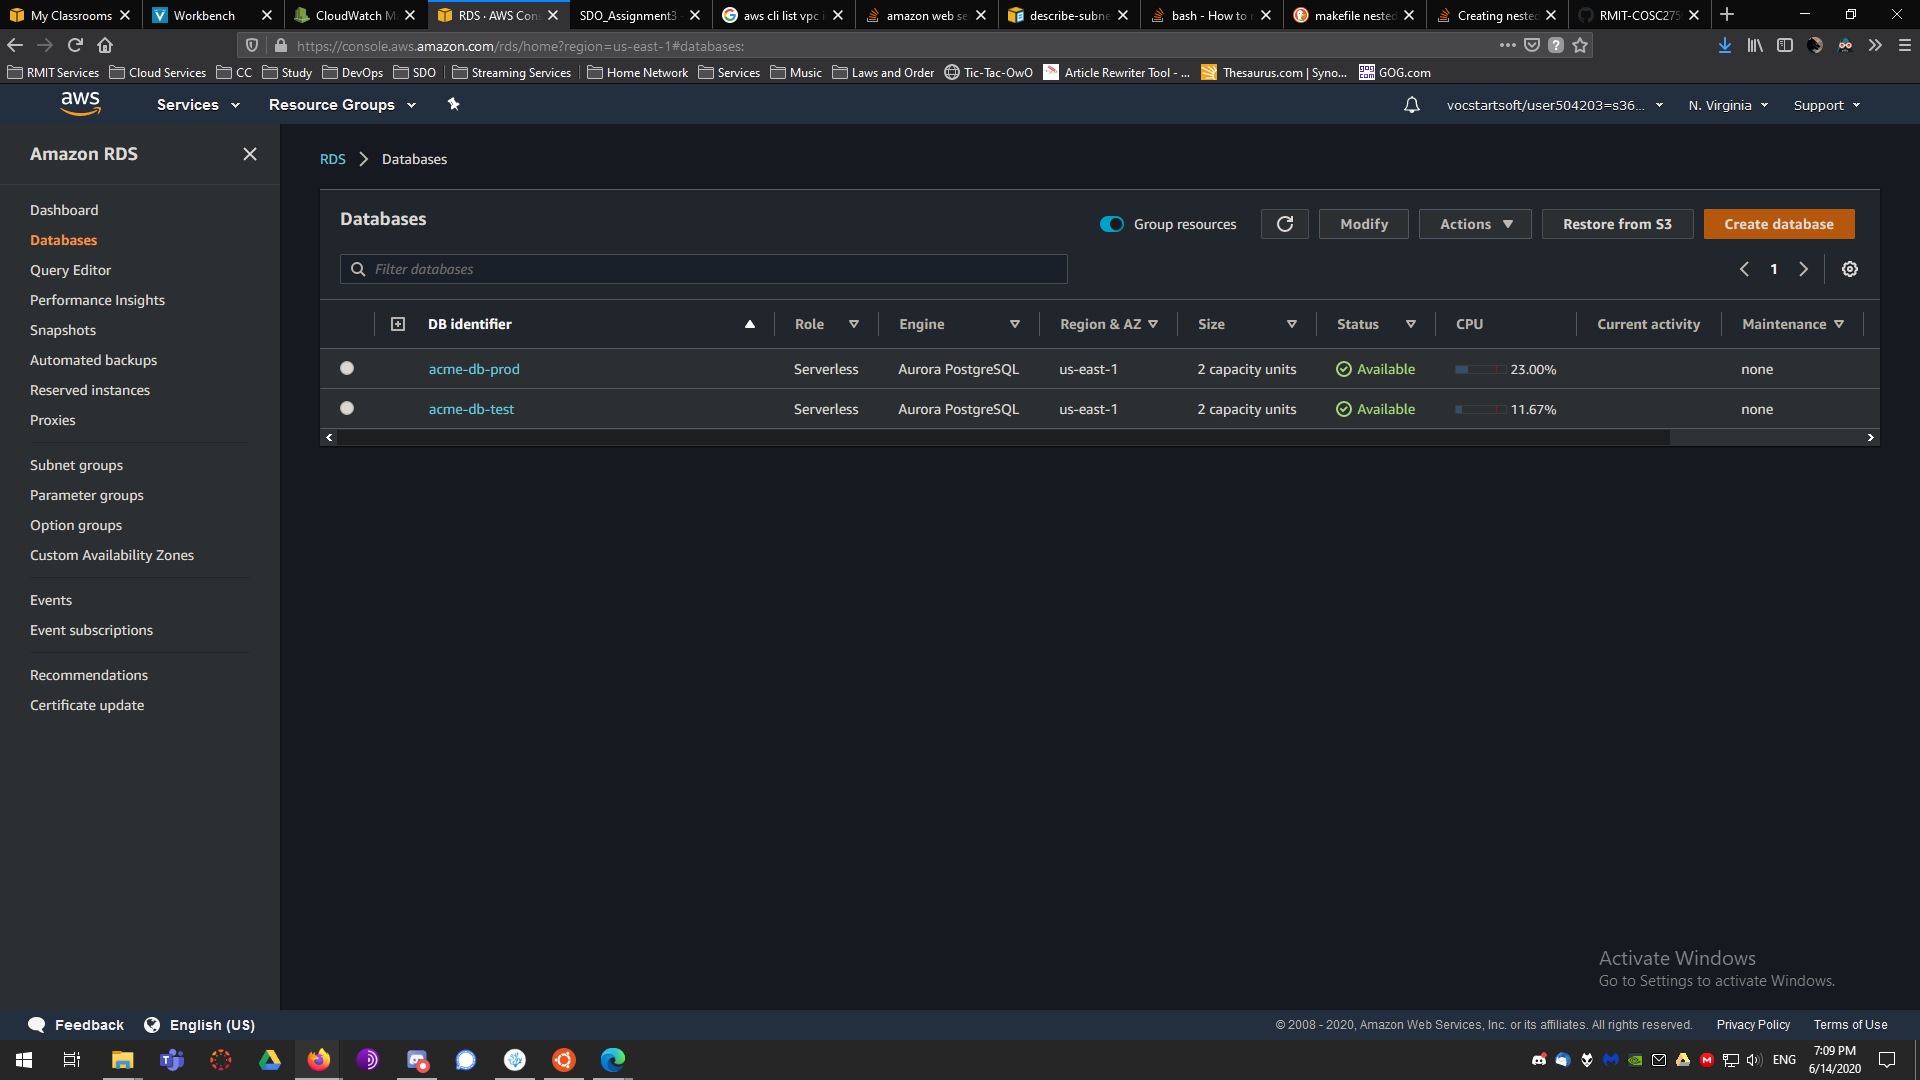 My Classrooms
Workbench
CloudWatch M
RDS · AWS Con
SDO_Assignment3
aws cli list vpc i
amazon web se
describe-subne
bash - How to
makefile nested
Creating nested
RMIT-COSC275
https://console.aws.amazon.com/rds/home?region=us-east-1#databases:
RMIT Services
Cloud Services
CC
Study
DevOps
SDO
Streaming Services
Home Network
Services
Music
Laws and Order
Tic-Tac-OwO
Article Rewriter Tool - ...
Thesaurus.com | Syno...
GOG.com
aws
Services
Resource Groups
vocstartsoft/user504203=s36...
N. Virginia
Support
Amazon RDS
Dashboard
Databases
Query Editor
Performance Insights
Snapshots
Automated backups
Reserved instances
Proxies
Subnet groups
Parameter groups
Option groups
Custom Availability Zones
Events
Event subscriptions
Recommendations
Certificate update
RDS > Databases
Databases
Group resources
Modify
Actions
Restore from S3
Create database
Filter databases
1
DB identifier Role Engine Region & AZ Size Status CPU Current activity Maintenance
acme-db-prod Serverless Aurora PostgreSQL us-east-1 2 capacity units Available 23.00% none
acme-db-test Serverless Aurora PostgreSQL us-east-1 2 capacity units Available 11.67% none
Activate Windows
Go to Settings to activate Windows.
Feedback
English (US)
© 2008 - 2020, Amazon Web Services, Inc. or its affiliates. All rights reserved.
Privacy Policy
Terms of Use
ENG
7:09 PM
6/14/2020